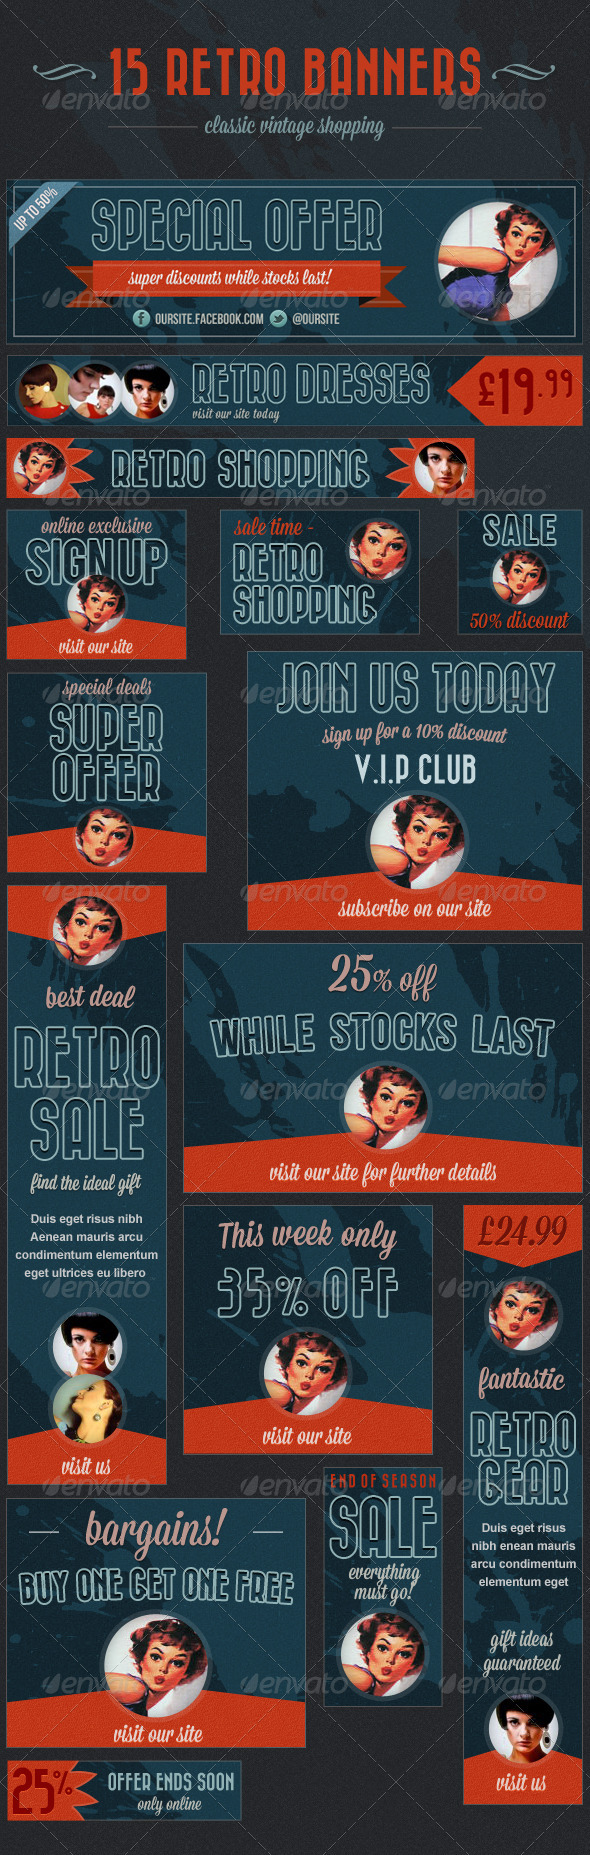 15 RETRO BANNERS
classic vintage shopping
UP TO 50%
SPECIAL OFFER
super discounts while stocks last!
OURSITE.FACEBOOK.COM @OURSITE
RETRO DRESSES
visit our site today
£19.99
RETRO SHOPPING
online exclusive
SIGNUP
visit our site
sale time -
RETRO
SHOPPING
SALE
50% discount
special deals
SUPER
OFFER
JOIN US TODAY
sign up for a 10% discount
V.I.P CLUB
subscribe on our site
best deal
RETRO
SALE
find the ideal gift
Duis eget risus nibh
Aenean mauris arcu
condimentum elementum
eget ultrices eu libero
visit us
25% off
WHILE STOCKS LAST
visit our site for further details
This week only
35% OFF
visit our site
£24.99
fantastic
RETRO
GEAR
Duis eget risus
nibh enean mauris
arcu condimentum
elementum eget
gift ideas
guaranteed
visit us
bargains!
BUY ONE GET ONE FREE
visit our site
END OF SEASON
SALE
everything
must go!
25%
OFFER ENDS SOON
only online
envato